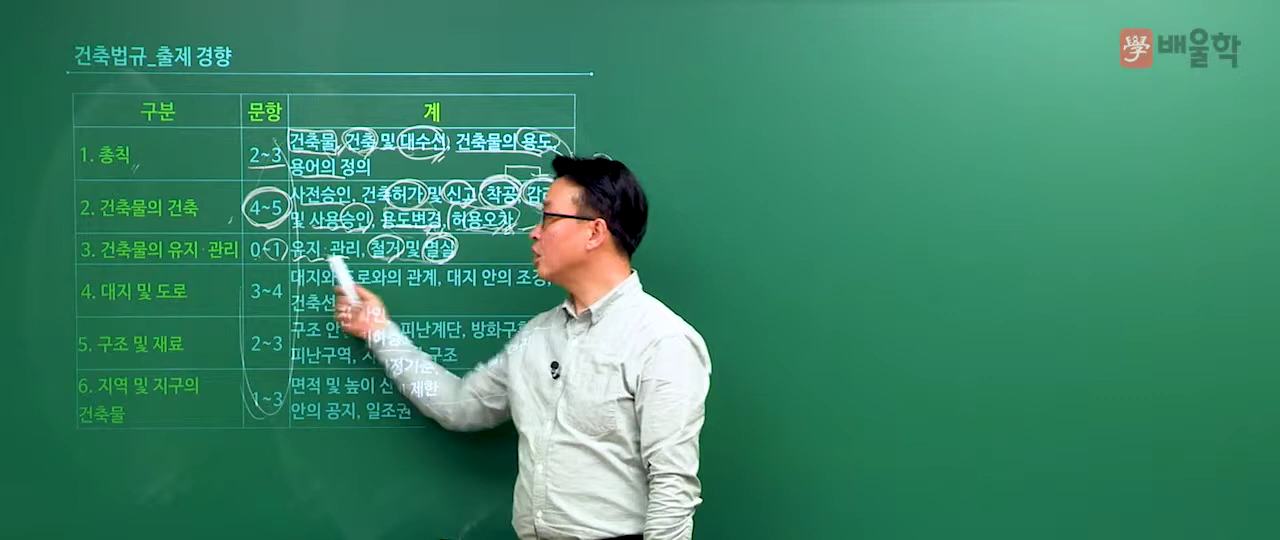 건축법규_출제 경향
學 배울학
구분 문항 계
1. 총칙 2~3 건축물, 건축 및 대수선, 건축물의 용도,
용어의 정의
2. 건축물의 건축 4~5 사전승인, 건축허가 및 신고·착공, 감리
및 사용승인, 용도변경, 허용오차
3. 건축물의 유지·관리 0~1 유지·관리, 철거 및 멸실
4. 대지 및 도로 3~4 대지와 도로와의 관계, 대지 안의 조경,
건축선
5. 구조 및 재료 2~3 구조 피난계단,
피난구역, 구조
6. 지역 및 지구의
건축물 1~3 면적 및 높이 제한
안의 공지, 일조권